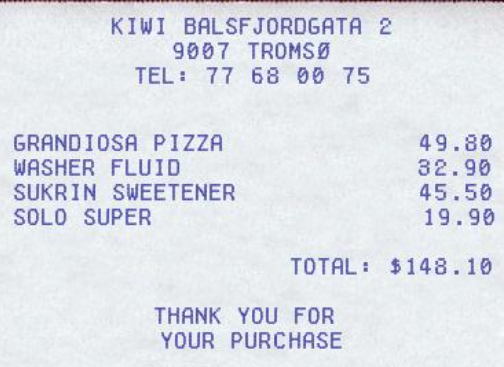 KIWI BALSFJORDGATA 2
9007 TROMSØ
TEL: 77 68 00 75
GRANDIOSA PIZZA 49.80
WASHER FLUID 32.90
SUKRIN SWEETENER 45.50
SOLO SUPER 19.90
TOTAL: $148.10
THANK YOU FOR
YOUR PURCHASE